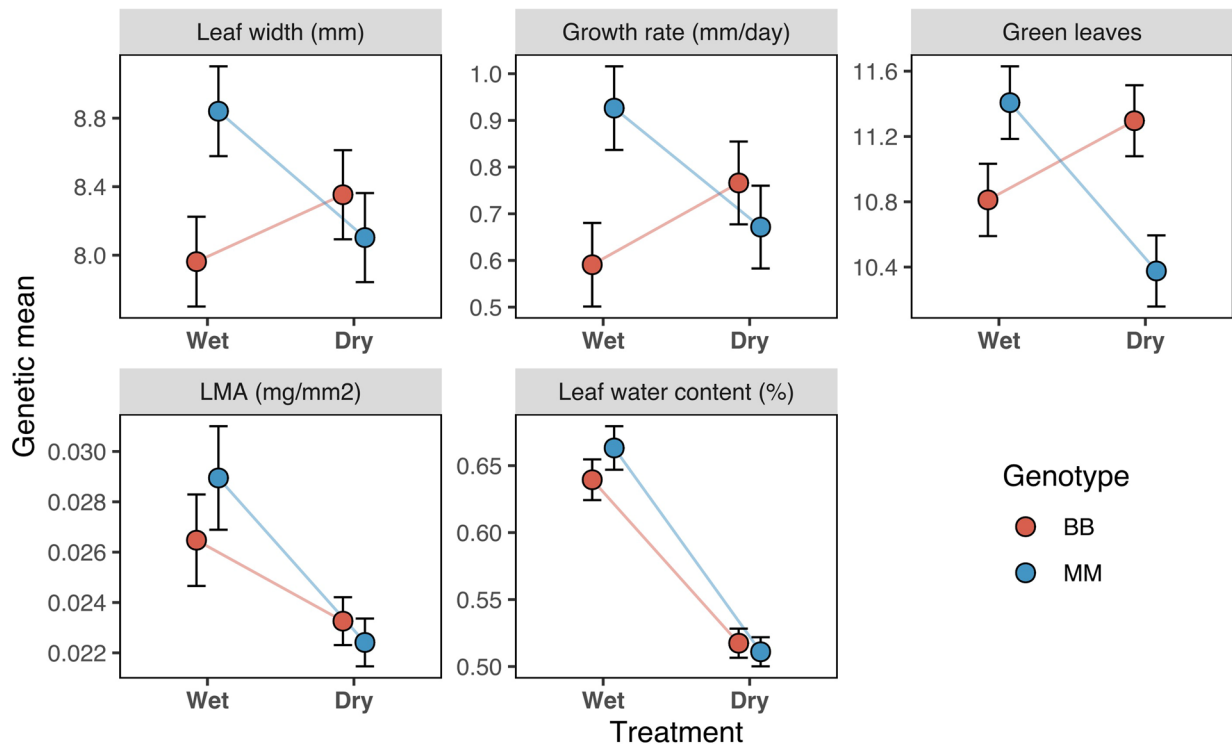 Leaf width (mm)
Growth rate (mm/day)
Green leaves
8.8
8.4
8.0
1.0
0.9
0.8
0.7
0.6
0.5
11.6
11.2
10.8
10.4
Wet Dry
Wet Dry
Wet Dry
Genetic mean
LMA (mg/mm2)
Leaf water content (%)
0.030
0.028
0.026
0.024
0.022
0.65
0.60
0.55
0.50
Wet Dry
Wet Dry
Treatment
Genotype
BB
MM